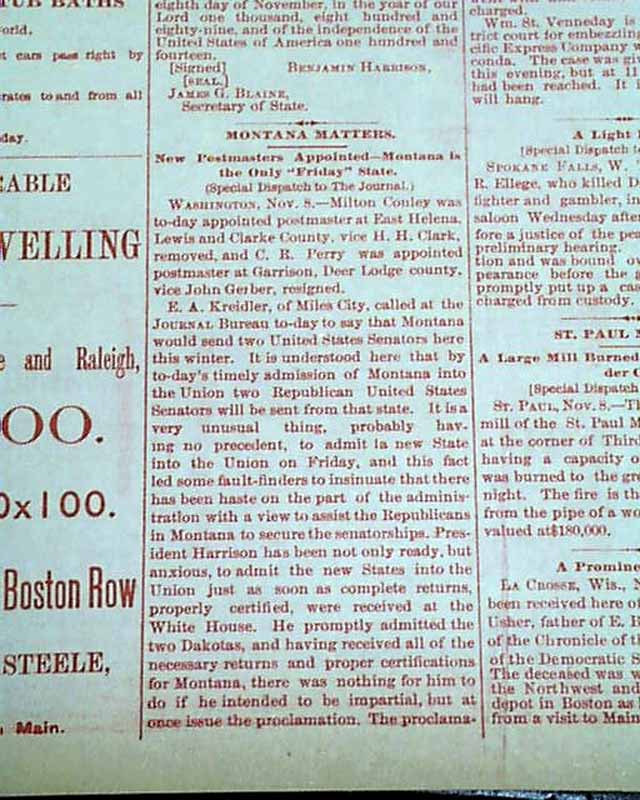 TUB BATHS
World.
t cars pass right by
rates to and from all
day.
CABLE
WELLING
e and Raleigh,
OO.
0x100.
Boston Row
STEELE,
Main.
eighth day of November, in the year of our
Lord one thousand, eight hundred and
eighty-nine, and of the independence of the
United States of America one hundred and
fourteen.
[Signed] BENJAMIN HARRISON,
[SEAL.]
JAMES G. BLAINE,
Secretary of State.
MONTANA MATTERS.
New Postmasters Appointed—Montana is
the Only "Friday" State.
(Special Dispatch to The Journal.)
WASHINGTON, Nov. 8.—Milton Conley was
to-day appointed postmaster at East Helena,
Lewis and Clarke County, vice H. H. Clark,
removed, and C. R. Perry was appointed
postmaster at Garrison, Deer Lodge county,
vice John Gerber, resigned.
E. A. Kreidler, of Miles City, called at the
JOURNAL Bureau to-day to say that Montana
would send two United States Senators here
this winter. It is understood here that by
to-day's timely admission of Montana into
the Union two Republican United States
Senators will be sent from that state. It is a
very unusual thing, probably hav-
ing no precedent, to admit ia new State
into the Union on Friday, and this fact
led some fault-finders to insinuate that there
has been haste on the part of the adminis-
tration with a view to assist the Republicans
in Montana to secure the senatorships. Pres-
ident Harrison has been not only ready, but
anxious, to admit the new States into the
Union just as soon as complete returns,
properly certified, were received at the
White House. He promptly admitted the
two Dakotas, and having received all of the
necessary returns and proper certifications
for Montana, there was nothing for him to
do if he intended to be impartial, but at
once issue the proclamation. The proclama-
charged.
Wm. St. Venneday is
trict court for embezzling
cific Express Company
conda. The case was giv
this evening, but at 11
had been reached. It
will hang.
A Light
[Special Dispatch to
SPOKANE FALLS, W.
R. Ellege, who killed D
fighter and gambler, in
saloon Wednesday after
fore a justice of the pea
preliminary hearing.
tion and was bound ov
pearance before the
promptly put up a cas
charged from custody.
ST. PAUL
A Large Mill Burned
der C
[Special Dispatch
ST. PAUL, Nov. 8.—Th
mill of the St. Paul M
at the corner of Third
having a capacity o
was burned to the gr
night. The fire is th
from the pipe of a wo
valued at $180,000.
A Promine
LA CROSSE, Wis.,
been received here o
Usher, father of E. B
of the Chronicle of t
of the Democratic S
The deceased was w
the Northwest and
depot in Boston as
from a visit to Main